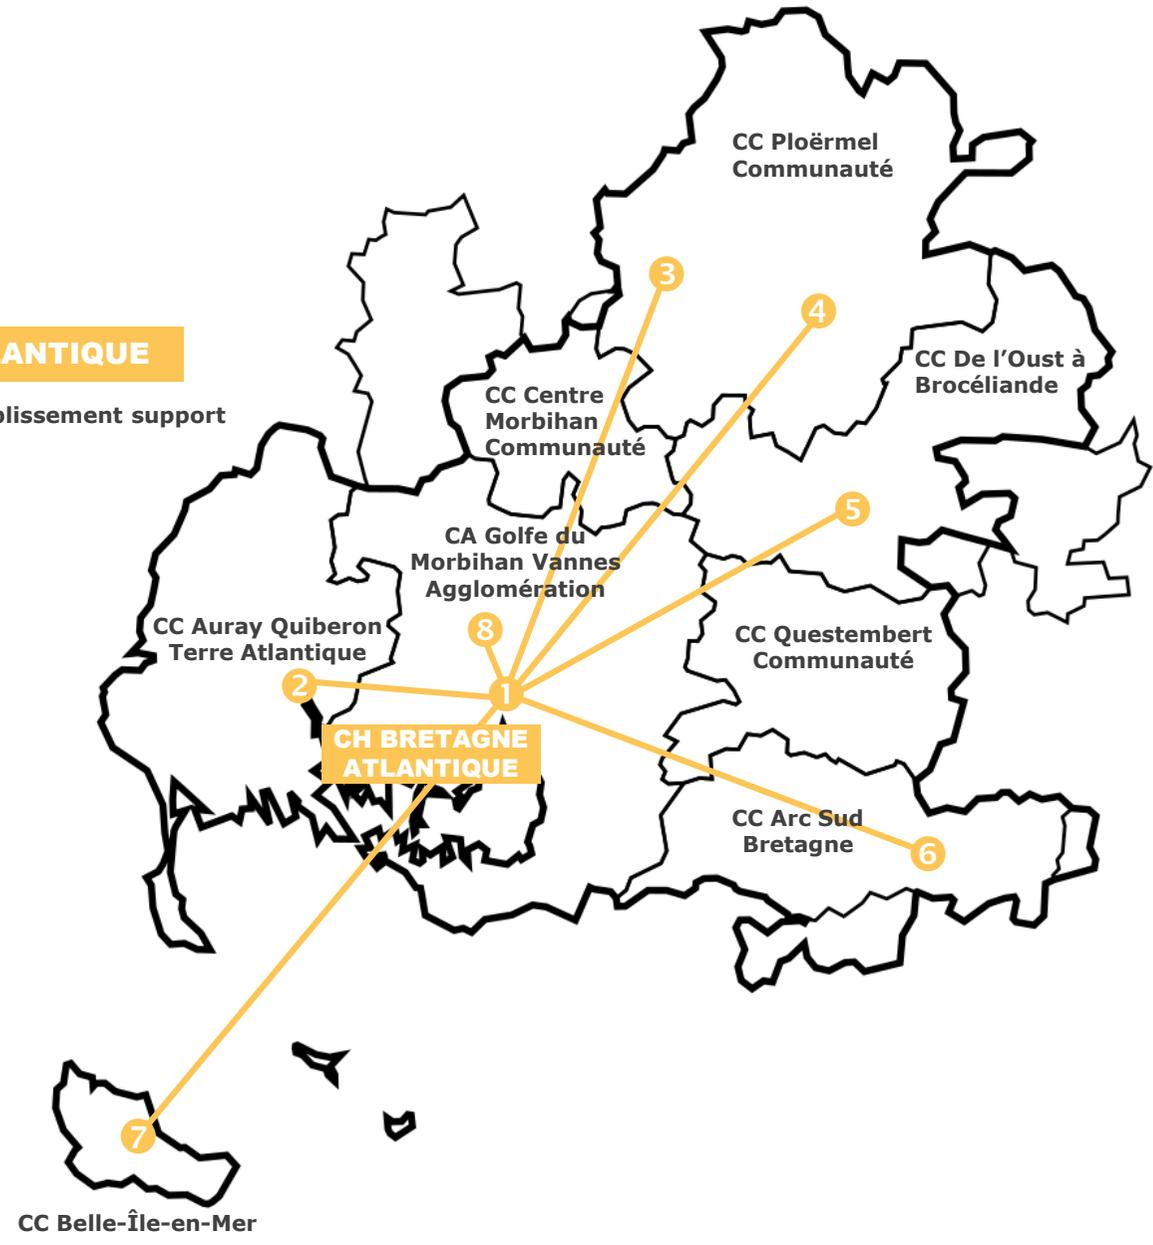 CC Ploërmel
Communauté
3
4
ANTIQUE
CC De l’Oust à
Brocéliande
CC Centre
Morbihan
Communauté
blissement support
5
CA Golfe du
Morbihan Vannes
Agglomération
CC Auray Quiberon
Terre Atlantique
8
CC Questembert
Communauté
2
1
CH BRETAGNE
ATLANTIQUE
CC Arc Sud
Bretagne
6
7
CC Belle-Île-en-Mer